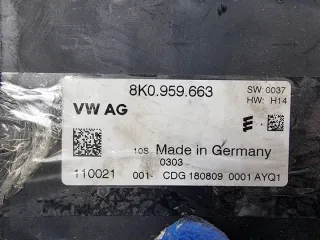 8K0.959.663
SW:0037
HW: H14
VW AG
10S Made in Germany
0303
110021 001- CDG 180809 0001 AYQ1